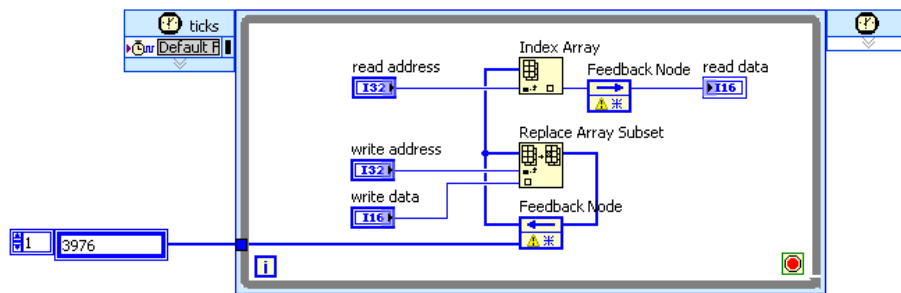 ticks
Default R
Index Array
read address
Feedback Node
read data
I32
I16
Replace Array Subset
write address
I32
write data
I16
Feedback Node
1
3976
i